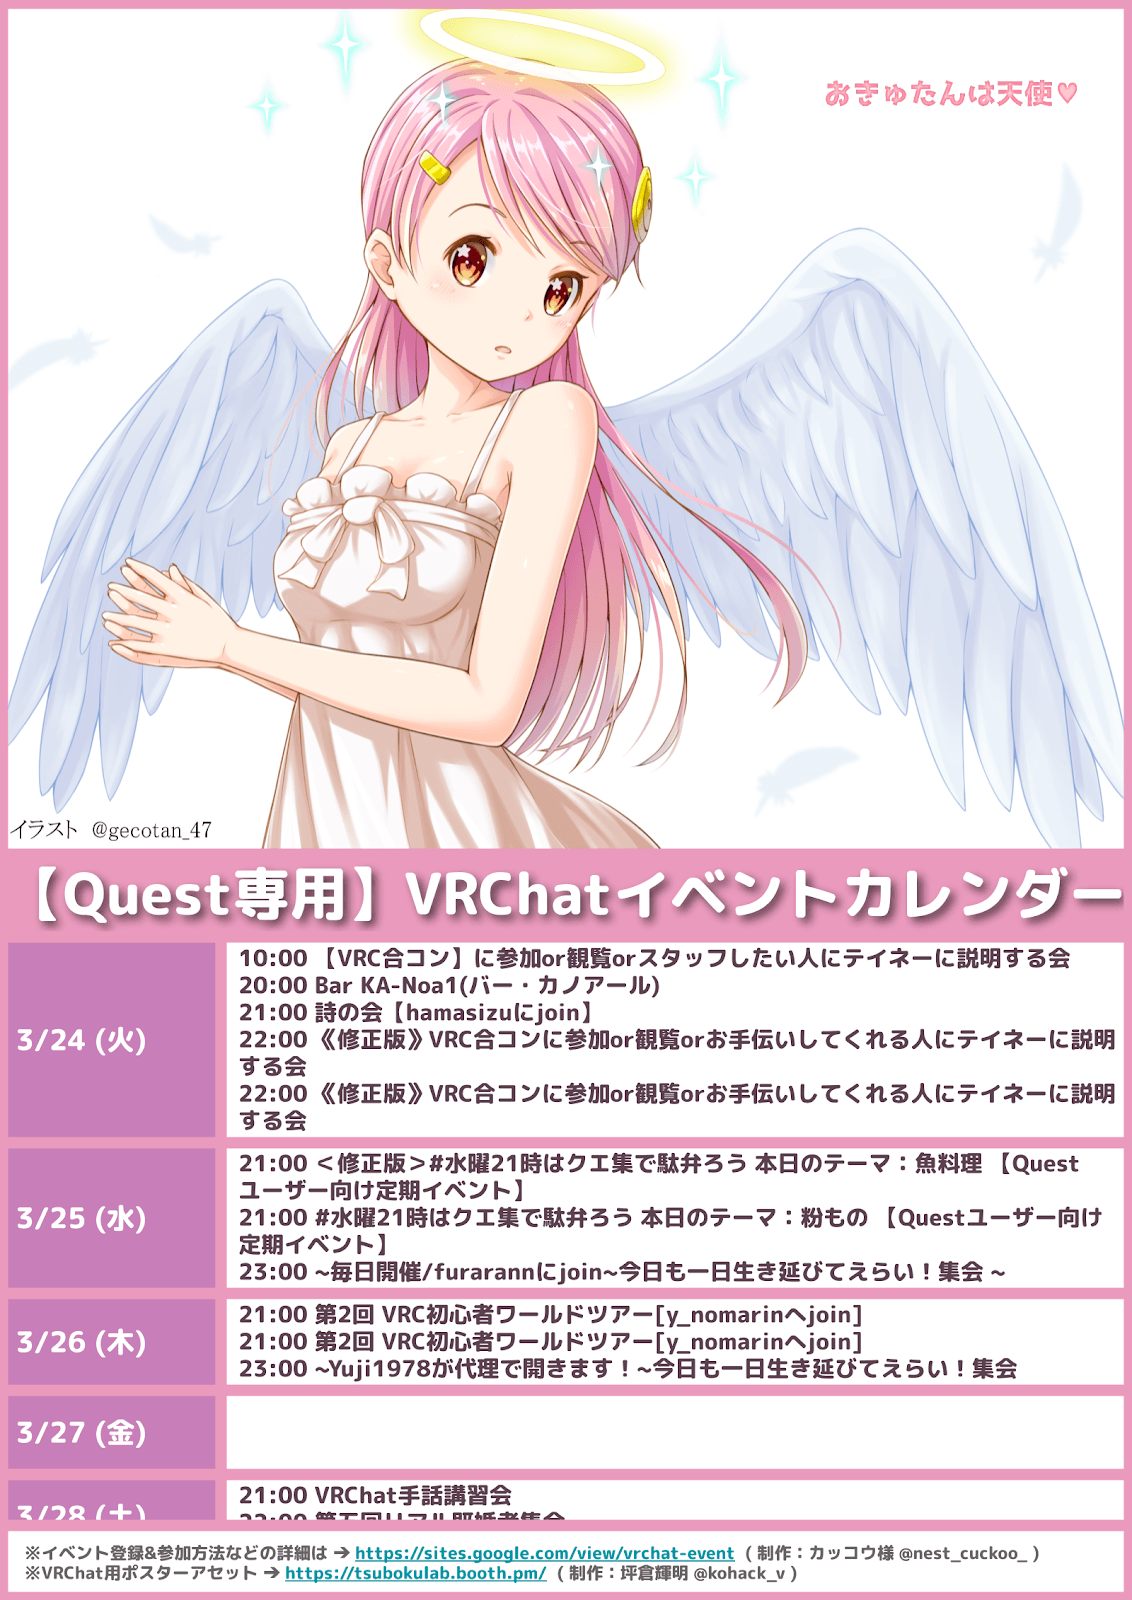 おきゅたんは天使♥
イラスト @gecotan_47
【Quest専用】VRChatイベントカレンダー
3/24 (火)
10:00 【VRC合コン】に参加or観覧orスタッフしたい人にテイネーに説明する会
20:00 Bar KA-Noa1(バー・カノアール)
21:00 詩の会【hamasizuにjoin】
22:00 《修正版》VRC合コンに参加or観覧orお手伝いしてくれる人にテイネーに説明
する会
22:00 《修正版》VRC合コンに参加or観覧orお手伝いしてくれる人にテイネーに説明
する会
3/25 (水)
21:00 ＜修正版＞#水曜21時はクエ集で駄弁ろう 本日のテーマ：魚料理 【Quest
ユーザー向け定期イベント】
21:00 #水曜21時はクエ集で駄弁ろう 本日のテーマ：粉もの 【Questユーザー向け
定期イベント】
23:00 ~毎日開催/furarannにjoin~今日も一日生き延びてえらい！集会 ~
3/26 (木)
21:00 第2回 VRC初心者ワールドツアー[y_nomarinへjoin]
21:00 第2回 VRC初心者ワールドツアー[y_nomarinへjoin]
23:00 ~Yuji1978が代理で開きます！~今日も一日生き延びてえらい！集会
3/27 (金)
3/28 (土)
21:00 VRChat手話講習会
22:00 第五回リアル既婚者集会
※イベント登録&参加方法などの詳細は → https://sites.google.com/view/vrchat-event ( 制作：カッコウ様 @nest_cuckoo_ )
※VRChat用ポスターアセット → https://tsubokulab.booth.pm/ ( 制作：坪倉輝明 @kohack_v )